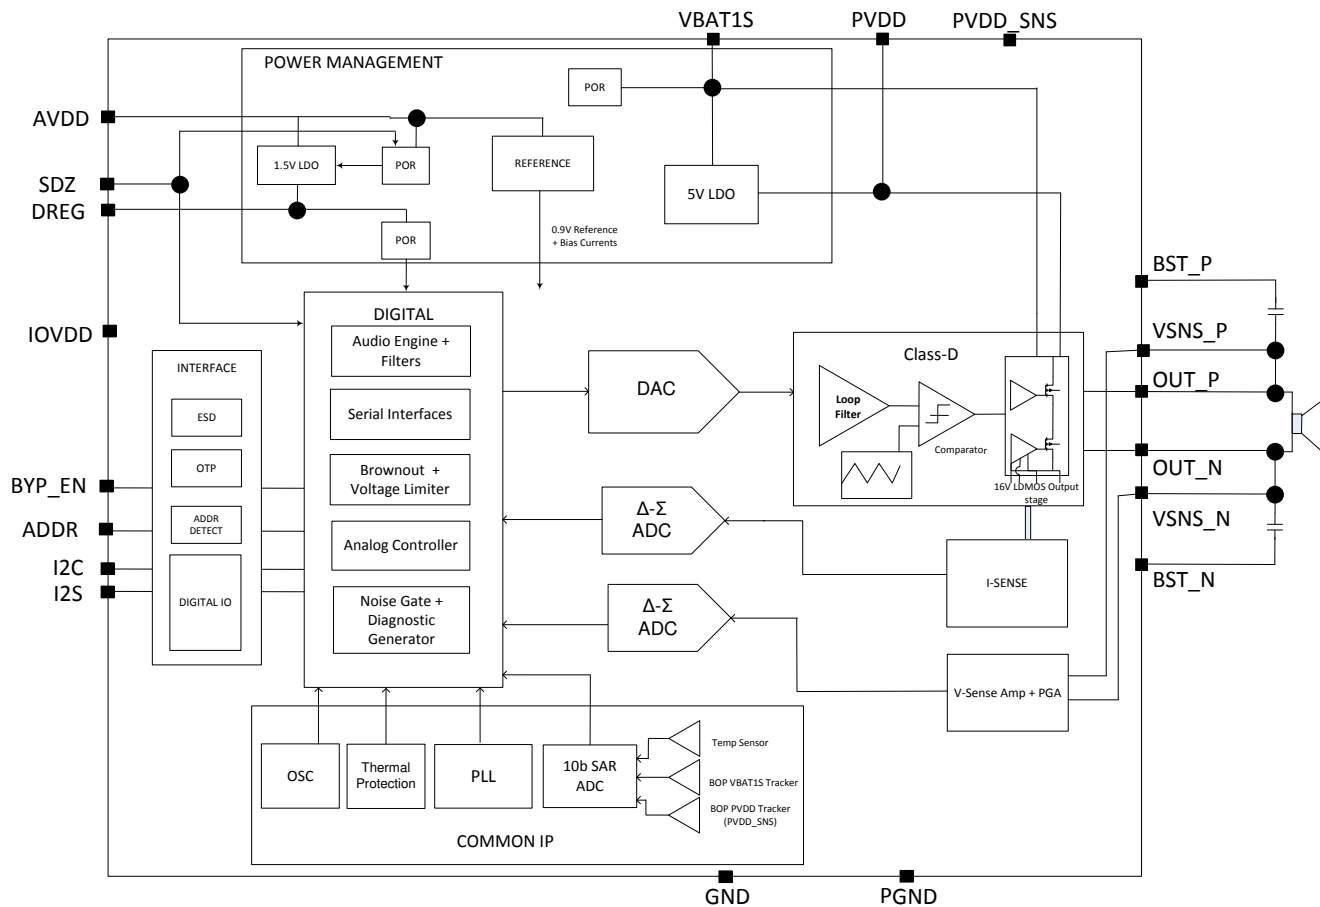 VBAT1S
PVDD
PVDD_SNS
POWER MANAGEMENT
POR
AVDD
1.5V LDO
POR
REFERENCE
SDZ
5V LDO
DREG
POR
0.9V Reference
+ Bias Currents
BST_P
DIGITAL
IOVDD
Audio Engine +
Filters
VSNS_P
Class-D
INTERFACE
DAC
OUT_P
Loop
Filter
ESD
Serial Interfaces
Comparator
OTP
Brownout +
Voltage Limiter
OUT_N
BYP_EN
16V LDMOS Output
stage
Δ-Σ
ADC
VSNS_N
ADDR
ADDR
DETECT
Analog Controller
I2C
I2S
I-SENSE
BST_N
DIGITAL IO
Noise Gate +
Diagnostic
Generator
Δ-Σ
ADC
V-Sense Amp + PGA
Temp Sensor
OSC
Thermal
Protection
PLL
10b SAR
ADC
BOP VBAT1S Tracker
BOP PVDD Tracker
(PVDD_SNS)
COMMON IP
GND
PGND